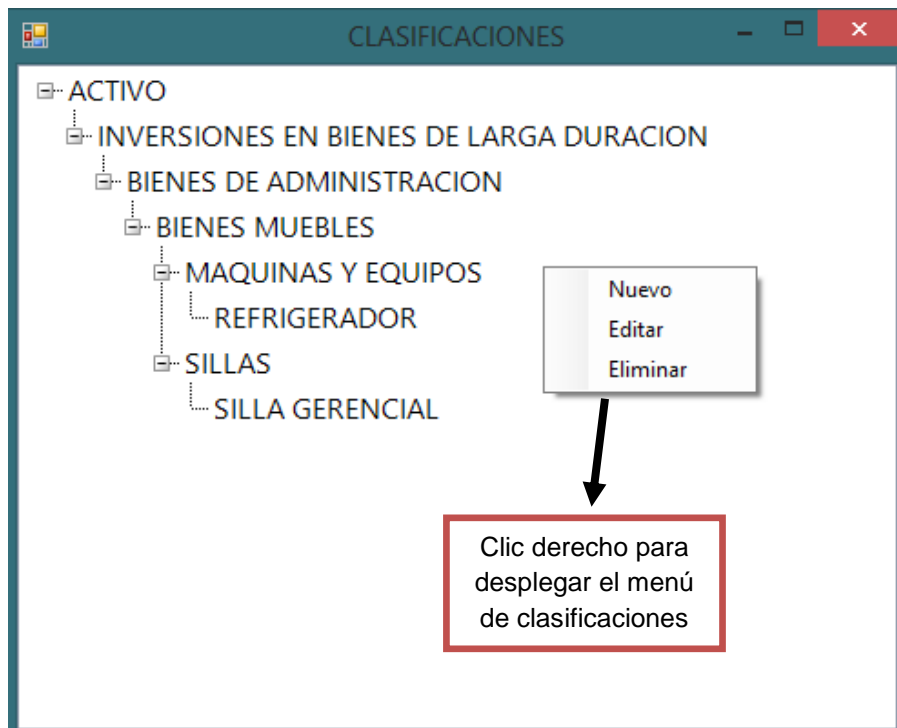 CLASIFICACIONES
ACTIVO
INVERSIONES EN BIENES DE LARGA DURACION
BIENES DE ADMINISTRACION
BIENES MUEBLES
MAQUINAS Y EQUIPOS
REFRIGERADOR
SILLAS
SILLA GERENCIAL
Nuevo
Editar
Eliminar
Clic derecho para
desplegar el menú
de clasificaciones